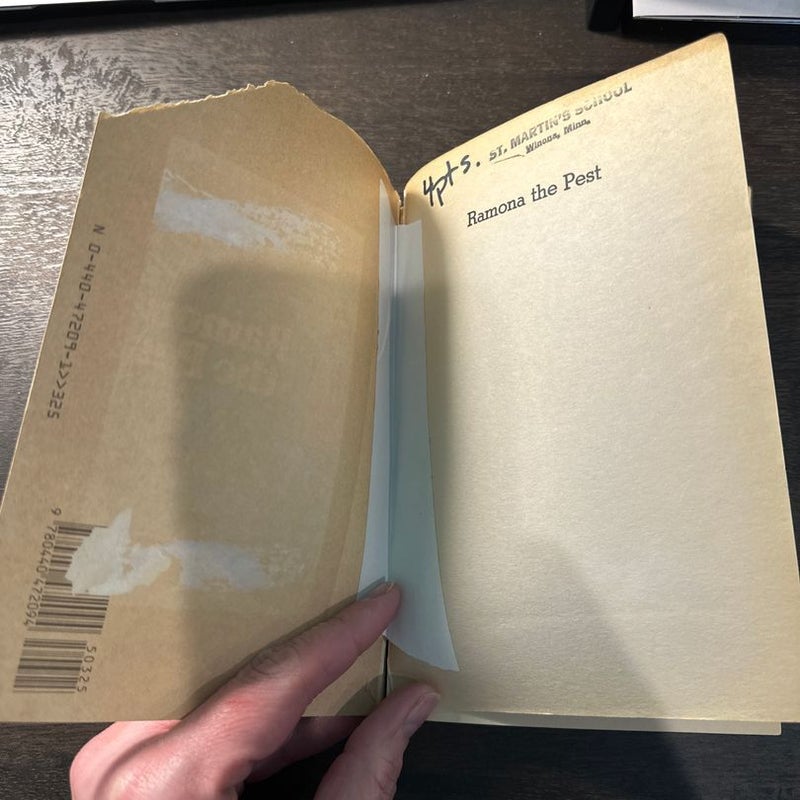 N 0-440-47209-1>>325
9 780440 472094
50325
4pts.
ST. MARTIN'S SCHOOL
Winona, Minn.
Ramona the Pest